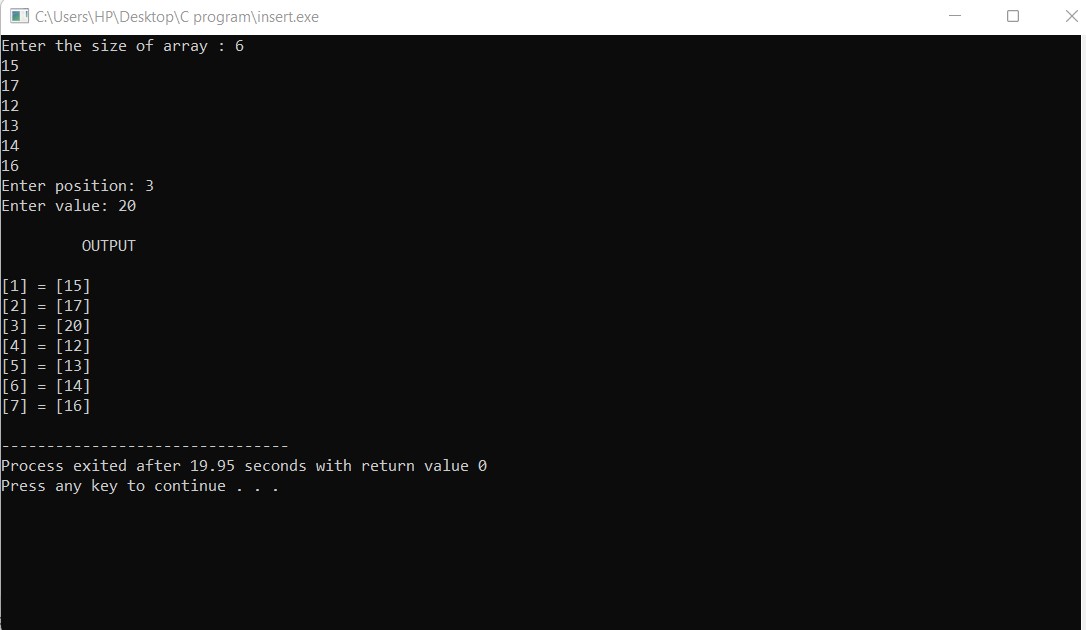 C:\Users\HP\Desktop\C program\insert.exe
Enter the size of array : 6
15
17
12
13
14
16
Enter position: 3
Enter value: 20
OUTPUT
[1] = [15]
[2] = [17]
[3] = [20]
[4] = [12]
[5] = [13]
[6] = [14]
[7] = [16]
--------------------------------
Process exited after 19.95 seconds with return value 0
Press any key to continue . . .